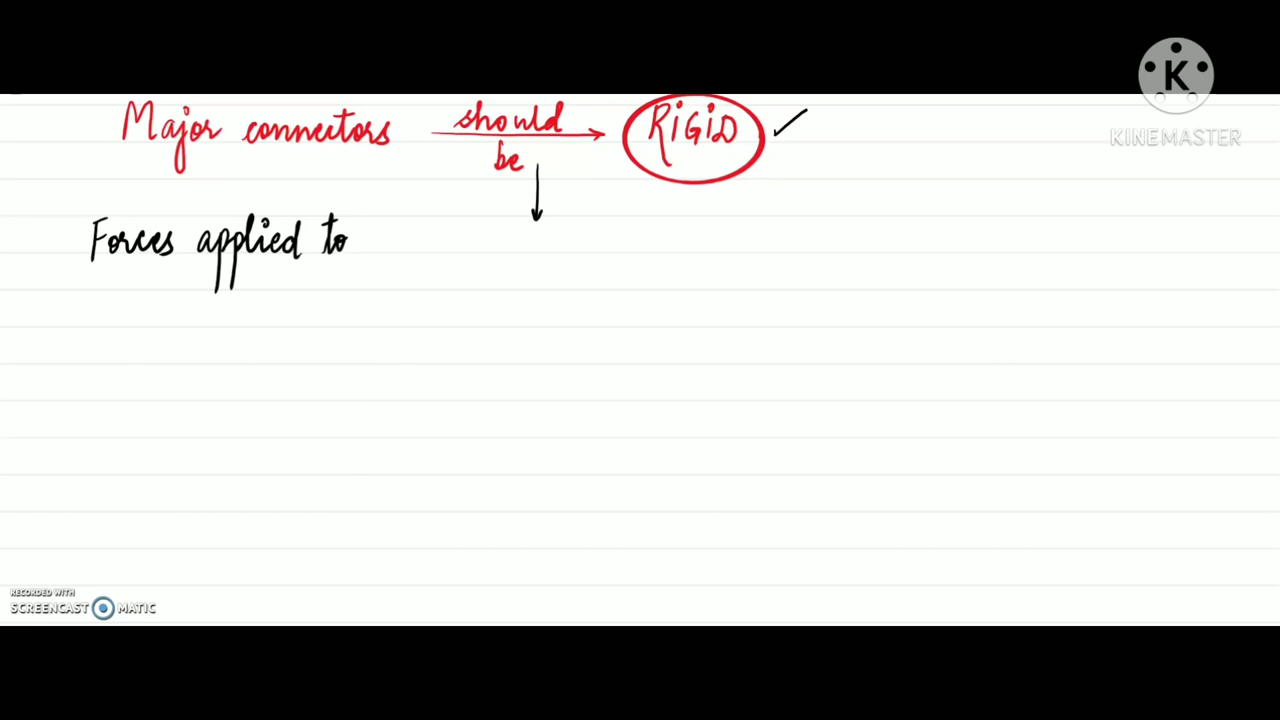 Major connectors should be RiGiD
Forces applied to
KINEMASTER
RECORDED WITH
SCREENCAST MATIC